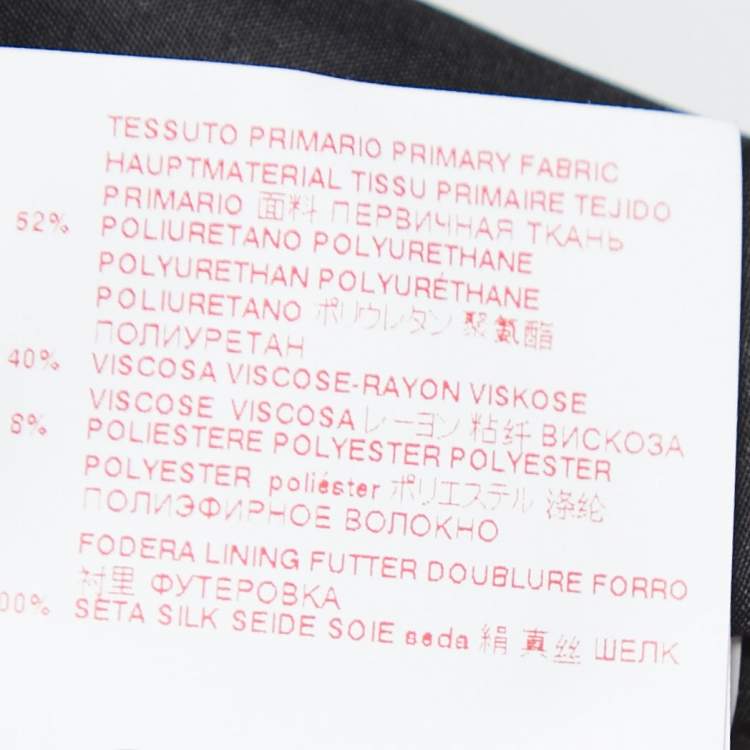 TESSUTO PRIMARIO PRIMARY FABRIC
HAUPTMATERIAL TISSU PRIMAIRE TEJIDO
PRIMARIO 面料 ПЕРВИЧНАЯ ТКАНЬ
52% POLIURETANO POLYURETHANE
POLYURETHAN POLYURÉTHANE
POLIURETANO ポリウレタン 聚氨酯
ПОЛИУРЕТАН
40% VISCOSA VISCOSE-RAYON VISKOSE
VISCOSE VISCOSA レーヨン 粘纤 ВИСКОЗА
8% POLIESTERE POLYESTER POLYESTER
POLYESTER poliéster ポリエステル 涤纶
ПОЛИЭФИРНОЕ ВОЛОКНО
FODERA LINING FUTTER DOUBLURE FORRO
衬里 ФУТЕРОВКА
00% SETA SILK SEIDE SOIE seda 絹 真丝 ШЕЛК